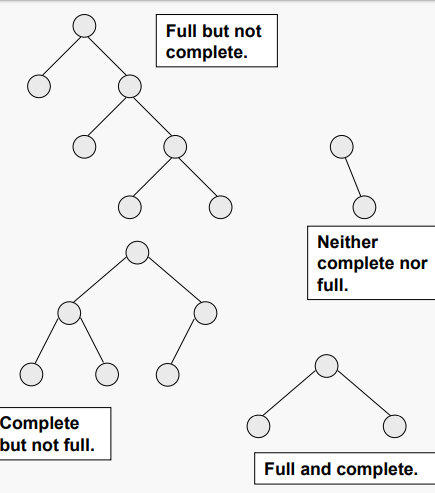 Full but not
complete.
Neither
complete nor
full.
Complete
but not full.
Full and complete.